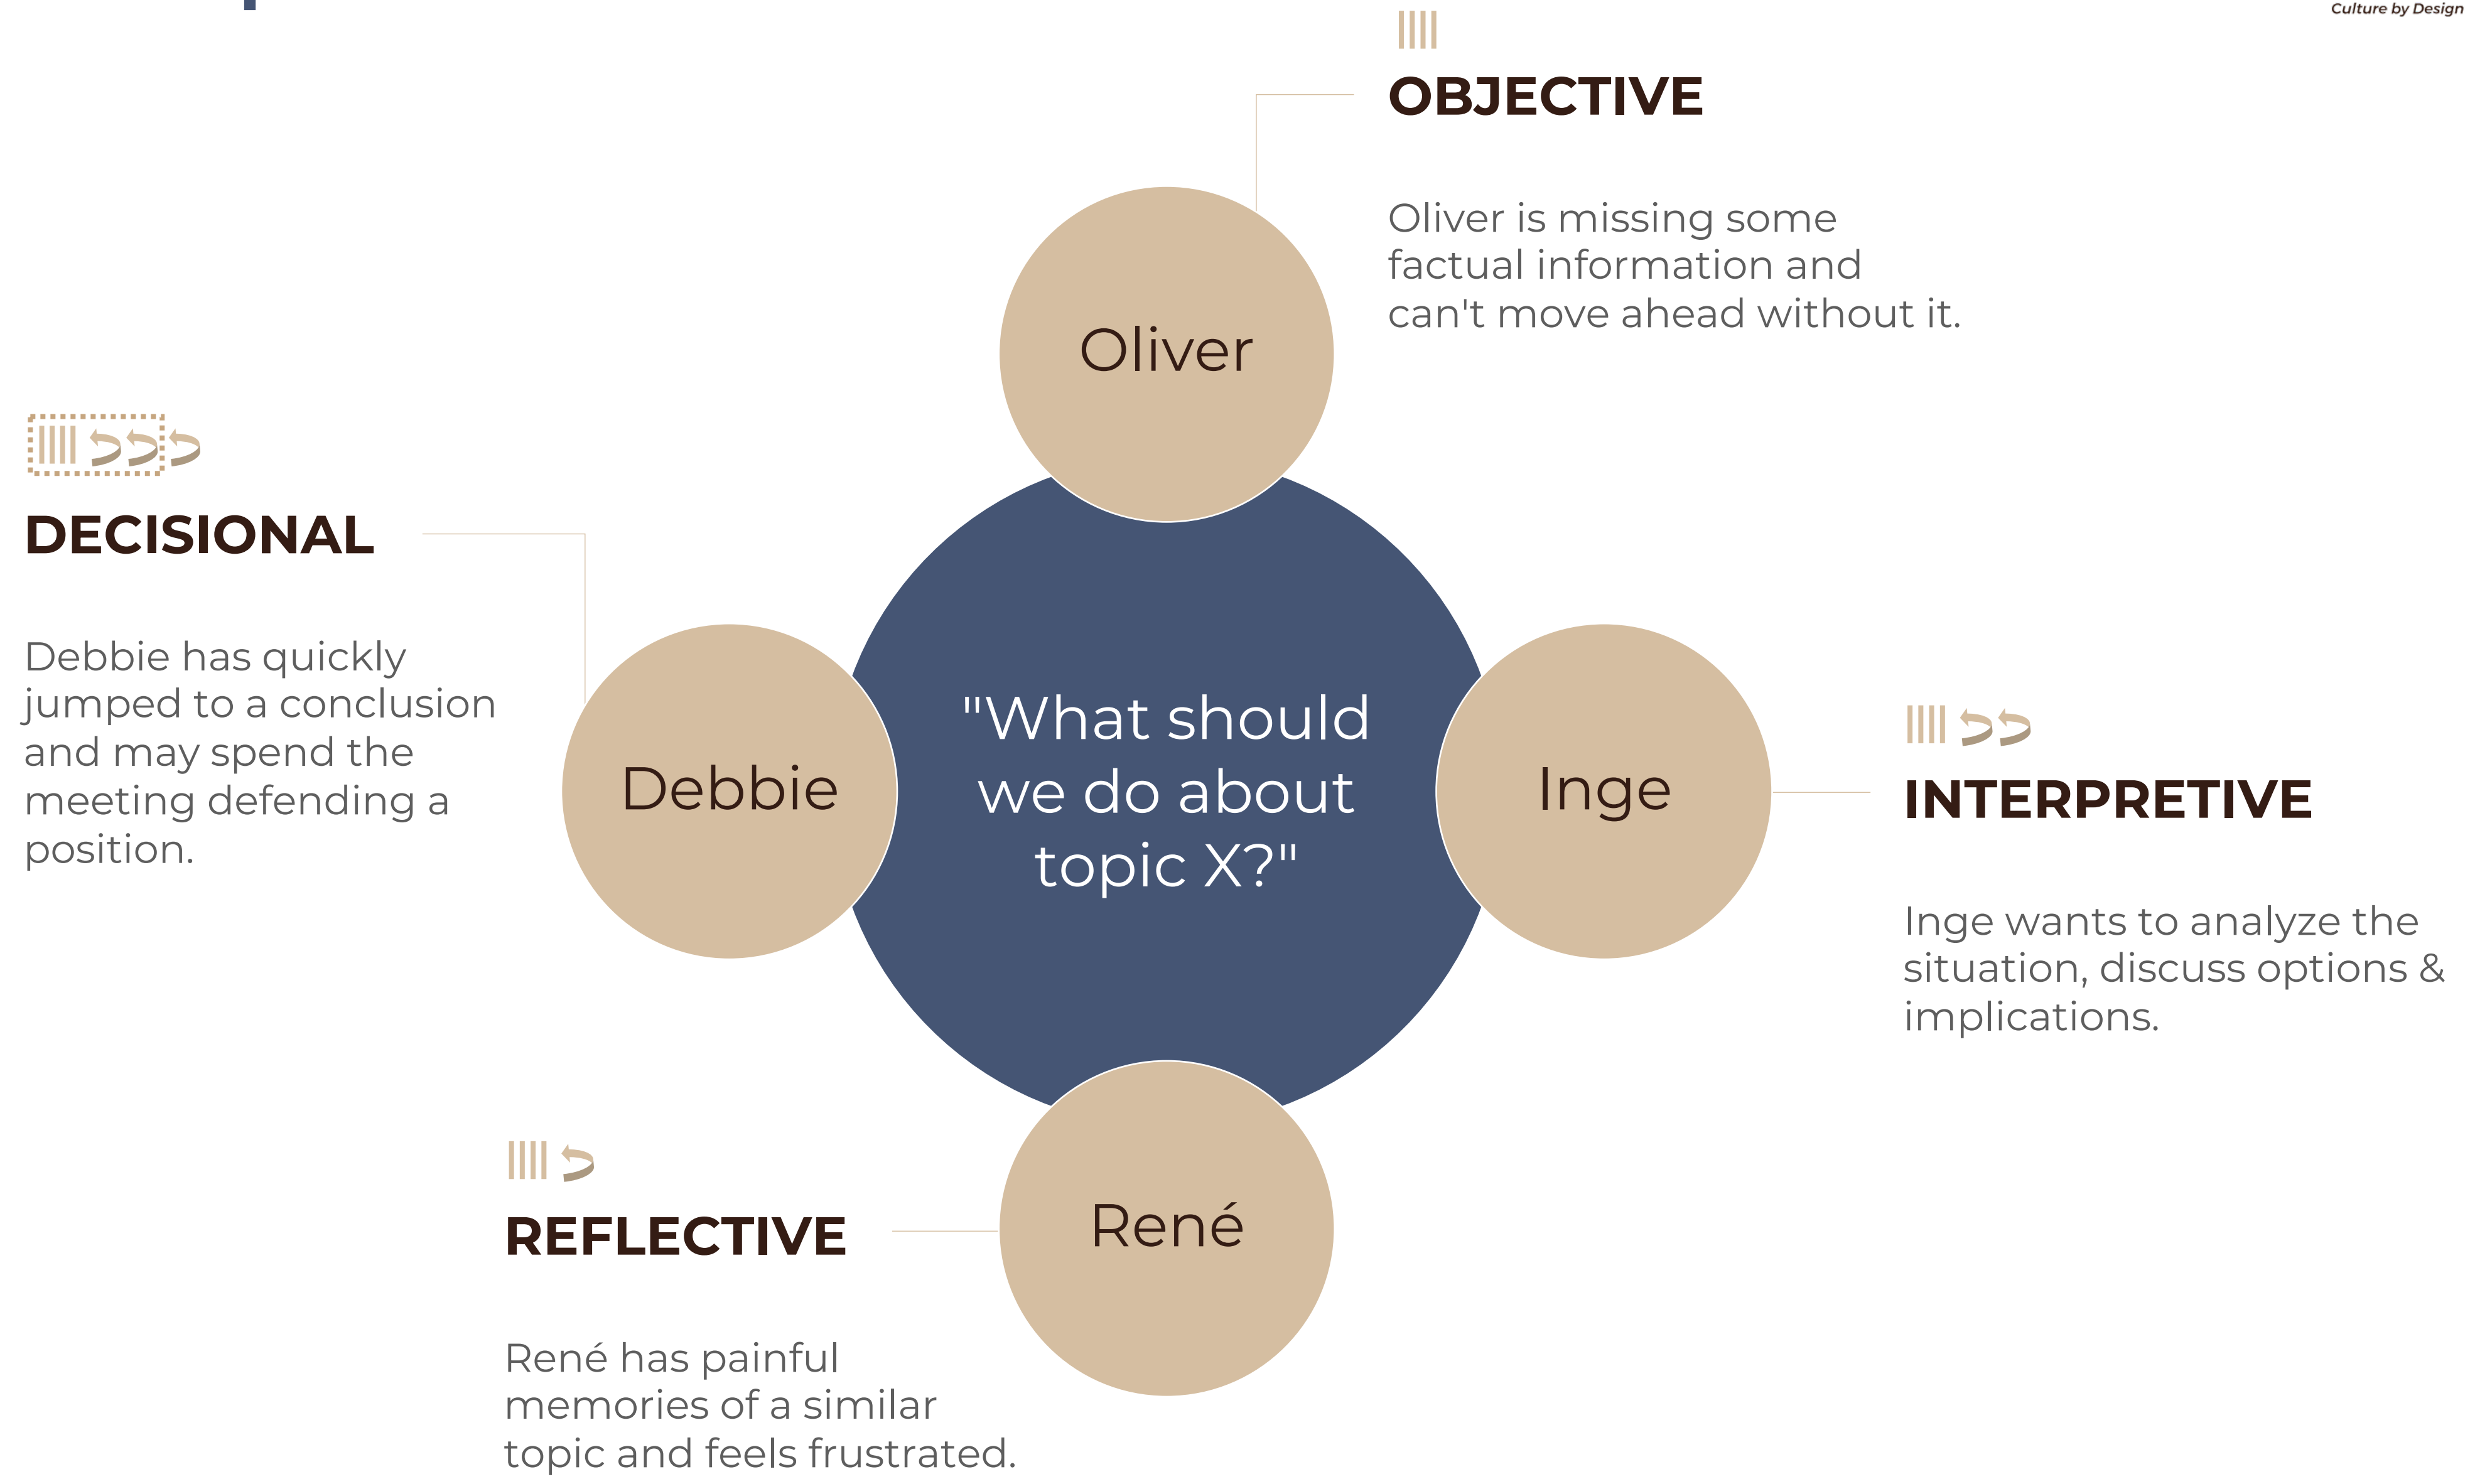 Culture by Design
OBJECTIVE
Oliver is missing some
factual information and
can't move ahead without it.
Oliver
DECISIONAL
Debbie has quickly
jumped to a conclusion
and may spend the
meeting defending a
position.
Debbie
"What should
we do about
topic X?"
Inge
INTERPRETIVE
Inge wants to analyze the
situation, discuss options &
implications.
René
REFLECTIVE
René has painful
memories of a similar
topic and feels frustrated.